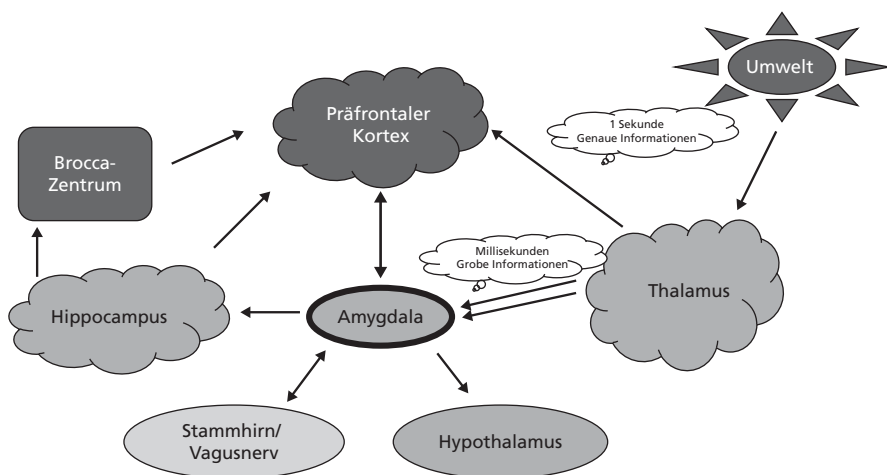 Umwelt
1 Sekunde
Genaue Informationen
Präfrontaler
Kortex
Brocca-
Zentrum
Millisekunden
Grobe Informationen
Thalamus
Hippocampus
Amygdala
Stammhirn/
Vagusnerv
Hypothalamus